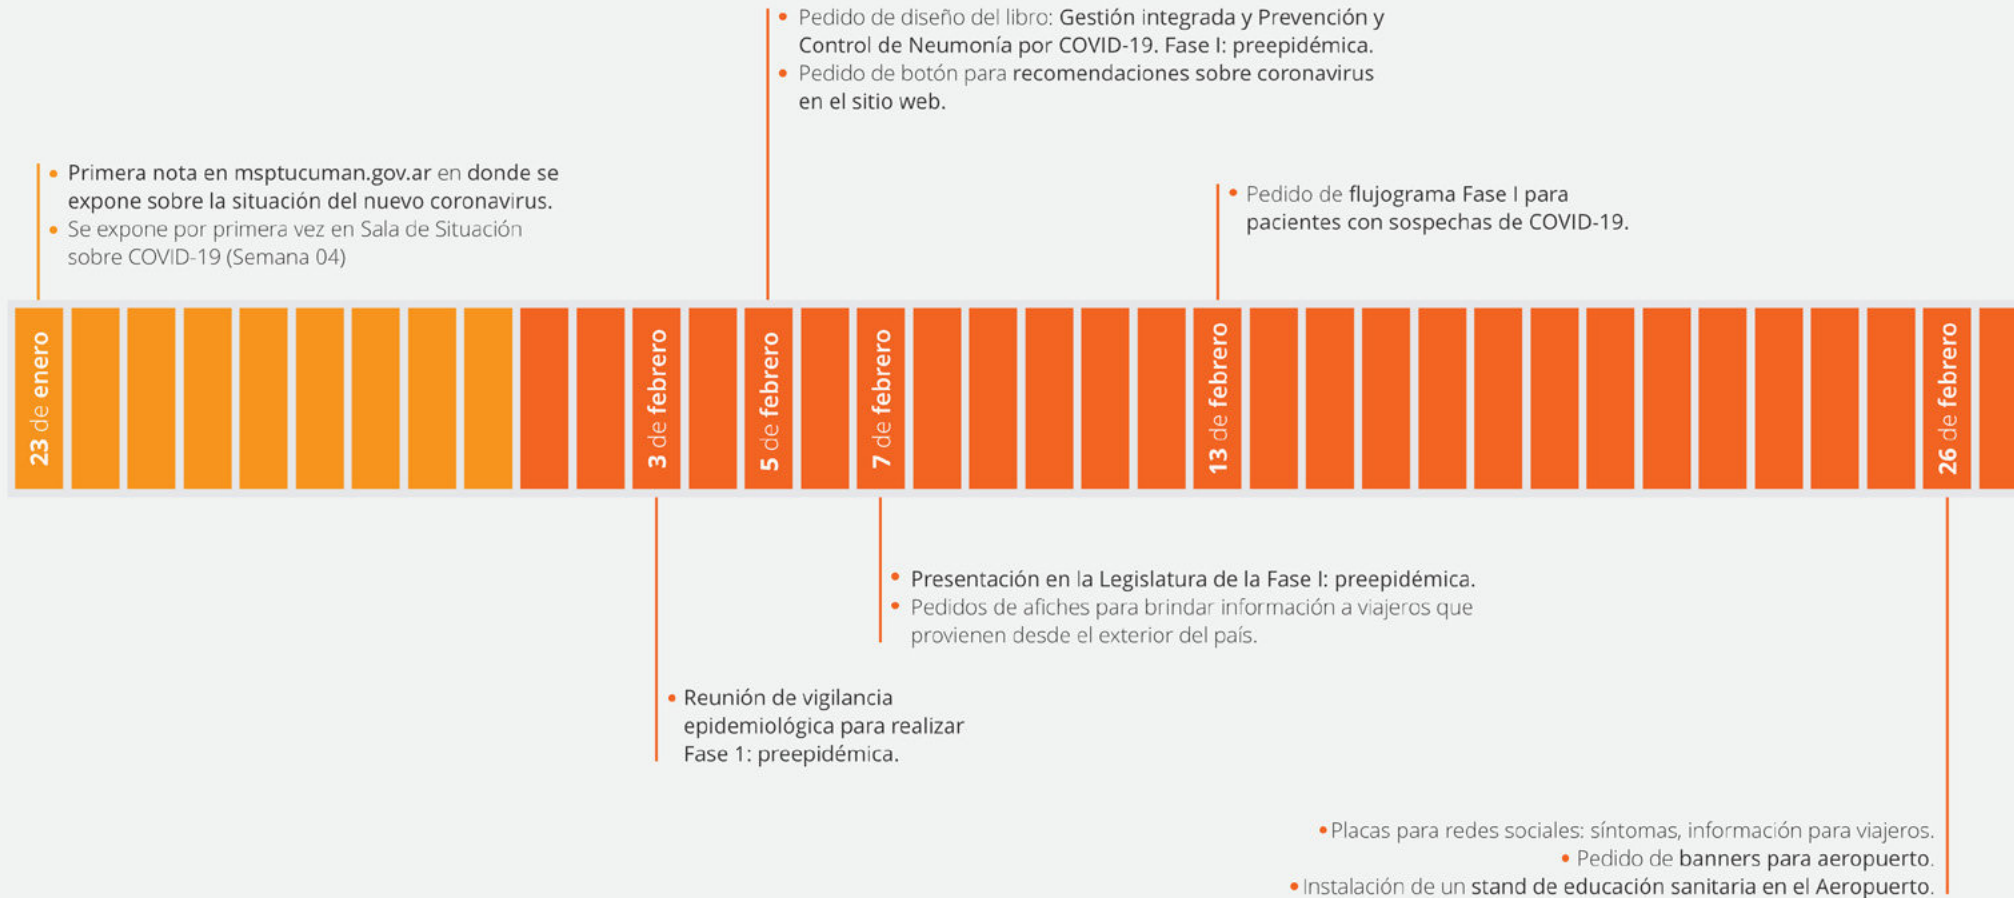 Pedido de diseño del libro: Gestión integrada y Prevención y
Control de Neumonía por COVID-19. Fase I: preepidémica.
Pedido de botón para recomendaciones sobre coronavirus
en el sitio web.
Primera nota en msptucuman.gov.ar en donde se
expone sobre la situación del nuevo coronavirus.
Se expone por primera vez en Sala de Situación
sobre COVID-19 (Semana 04)
Pedido de flujograma Fase I para
pacientes con sospechas de COVID-19.
23 de enero
3 de febrero
5 de febrero
7 de febrero
13 de febrero
26 de febrero
Presentación en la Legislatura de la Fase I: preepidémica.
Pedidos de afiches para brindar información a viajeros que
provienen desde el exterior del país.
Reunión de vigilancia
epidemiológica para realizar
Fase 1: preepidémica.
Placas para redes sociales: síntomas, información para viajeros.
Pedido de banners para aeropuerto.
Instalación de un stand de educación sanitaria en el Aeropuerto.